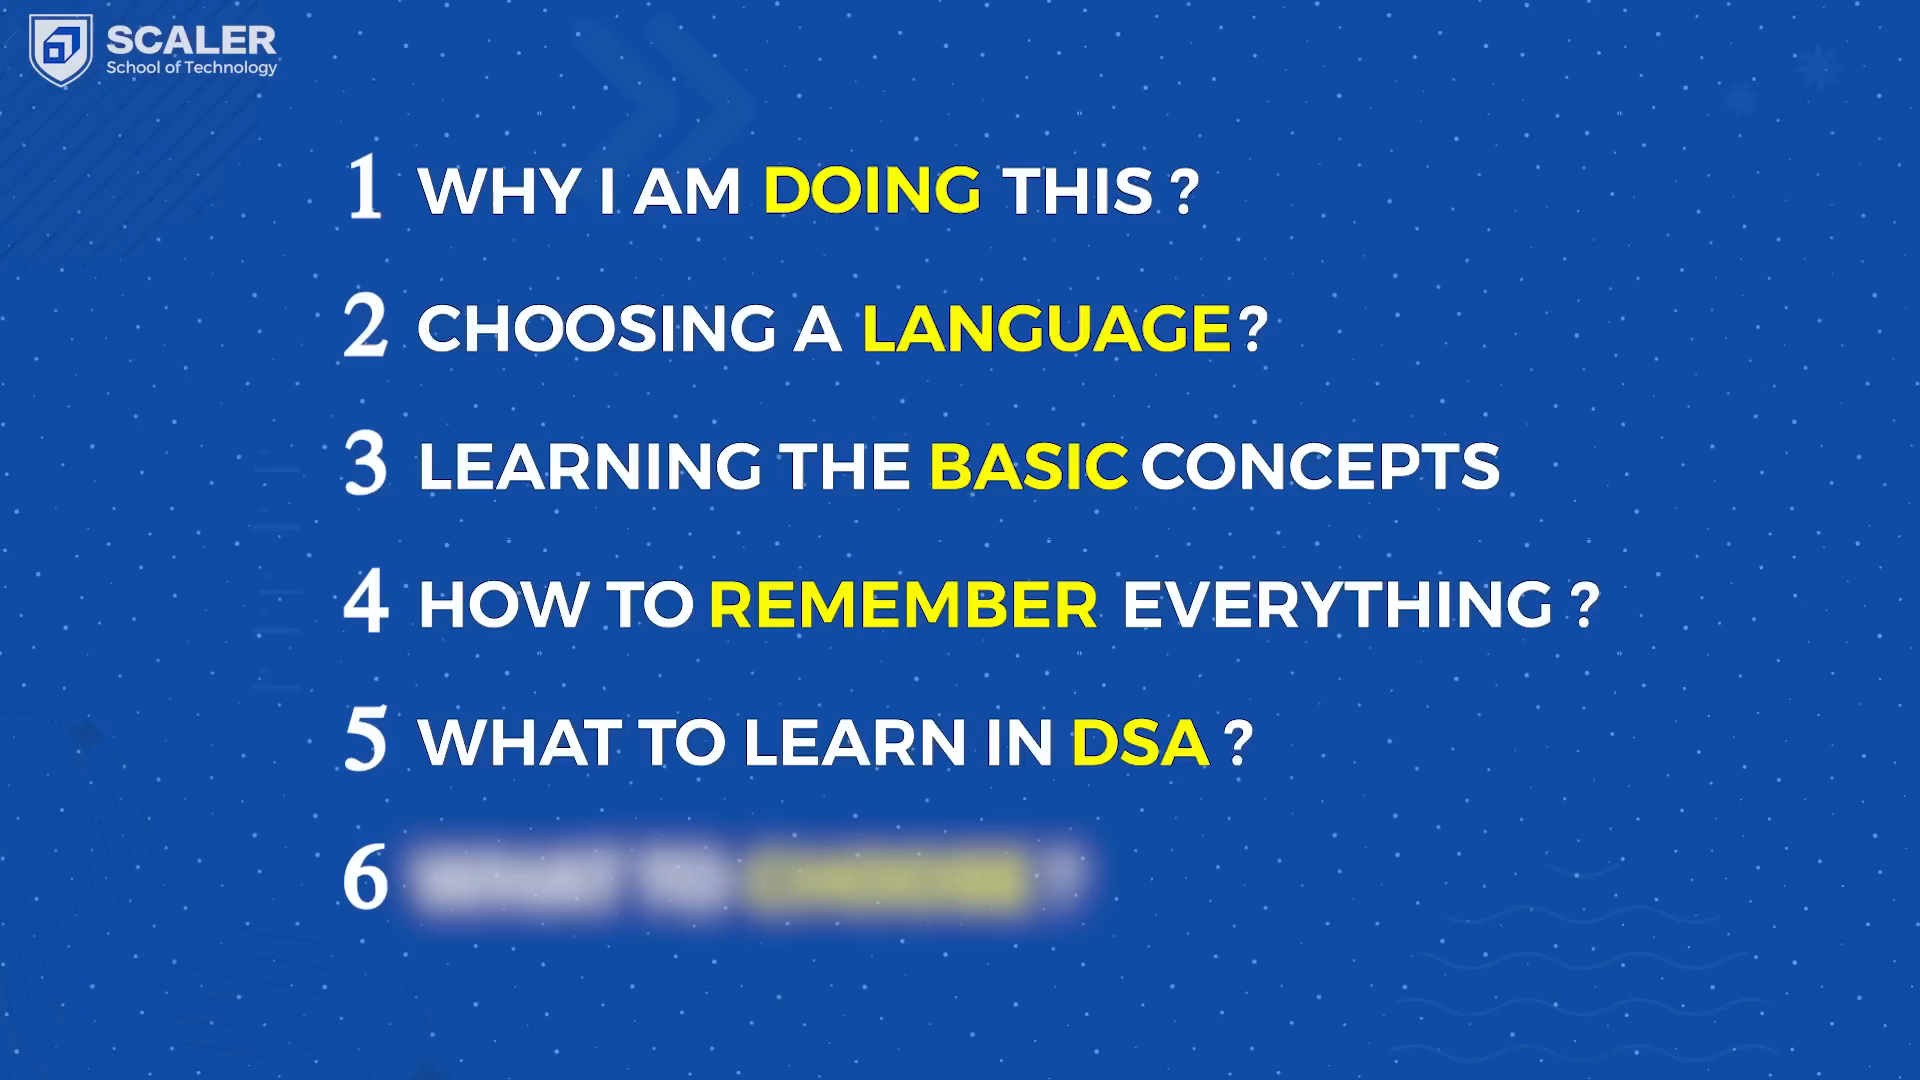 SCALER
School of Technology
1 WHY I AM DOING THIS ?
2 CHOOSING A LANGUAGE?
3 LEARNING THE BASIC CONCEPTS
4 HOW TO REMEMBER EVERYTHING ?
5 WHAT TO LEARN IN DSA ?
6